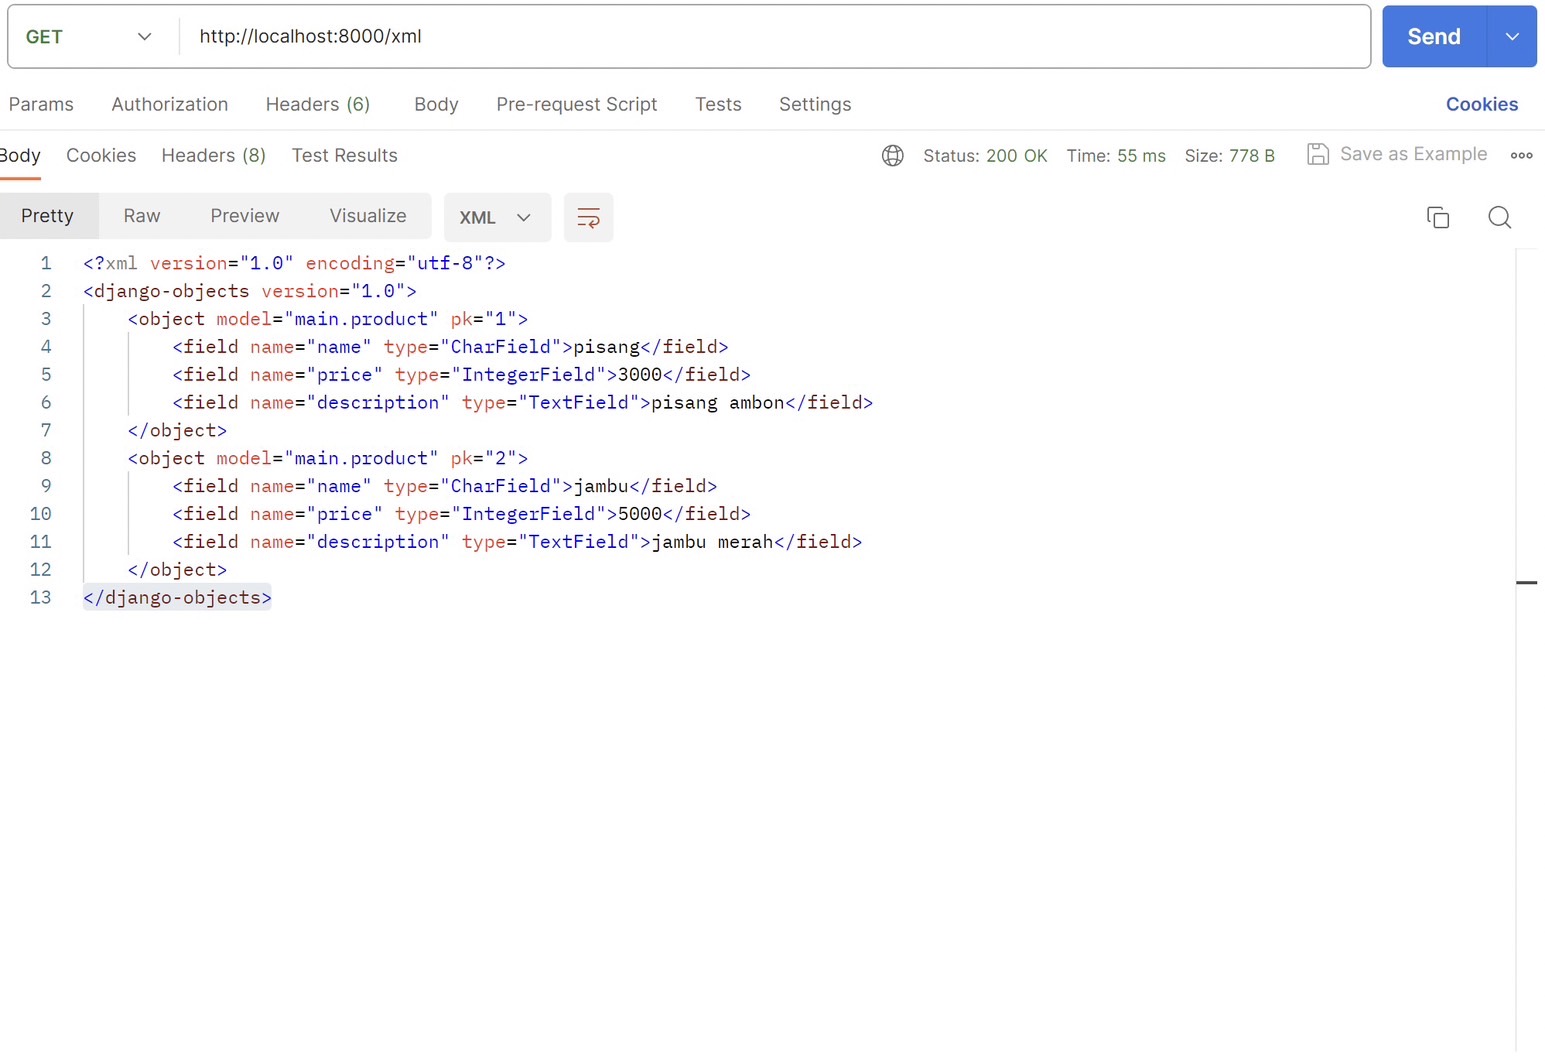 GET http://localhost:8000/xml Send
Params Authorization Headers (6) Body Pre-request Script Tests Settings Cookies
Body Cookies Headers (8) Test Results Status: 200 OK Time: 55 ms Size: 778 B Save as Example
Pretty Raw Preview Visualize XML
1 <?xml version="1.0" encoding="utf-8"?>
2 <django-objects version="1.0">
3 <object model="main.product" pk="1">
4 <field name="name" type="CharField">pisang</field>
5 <field name="price" type="IntegerField">3000</field>
6 <field name="description" type="TextField">pisang ambon</field>
7 </object>
8 <object model="main.product" pk="2">
9 <field name="name" type="CharField">jambu</field>
10 <field name="price" type="IntegerField">5000</field>
11 <field name="description" type="TextField">jambu merah</field>
12 </object>
13 </django-objects>